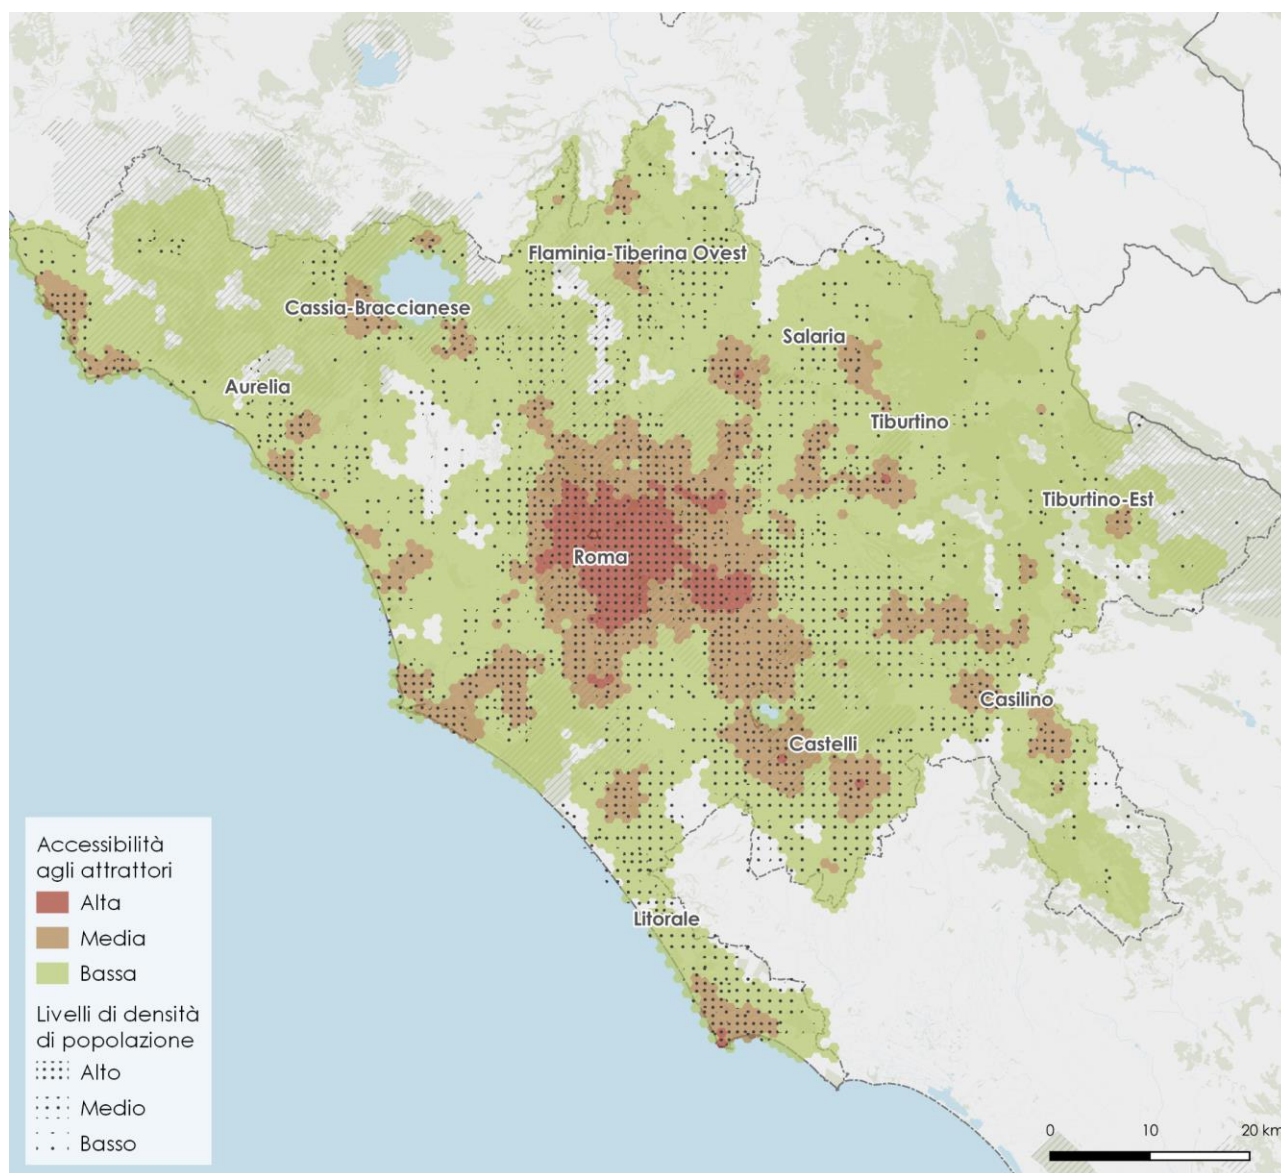 Flaminia-Tiberina Ovest
Cassia-Braccianese
Salaria
Aurelia
Tiburtino
Tiburtino-Est
Roma
Casilino
Castelli
Litorale
Accessibilità
agli attrattori
Alta
Media
Bassa
Livelli di densità
di popolazione
Alto
Medio
Basso
0 10 20 km